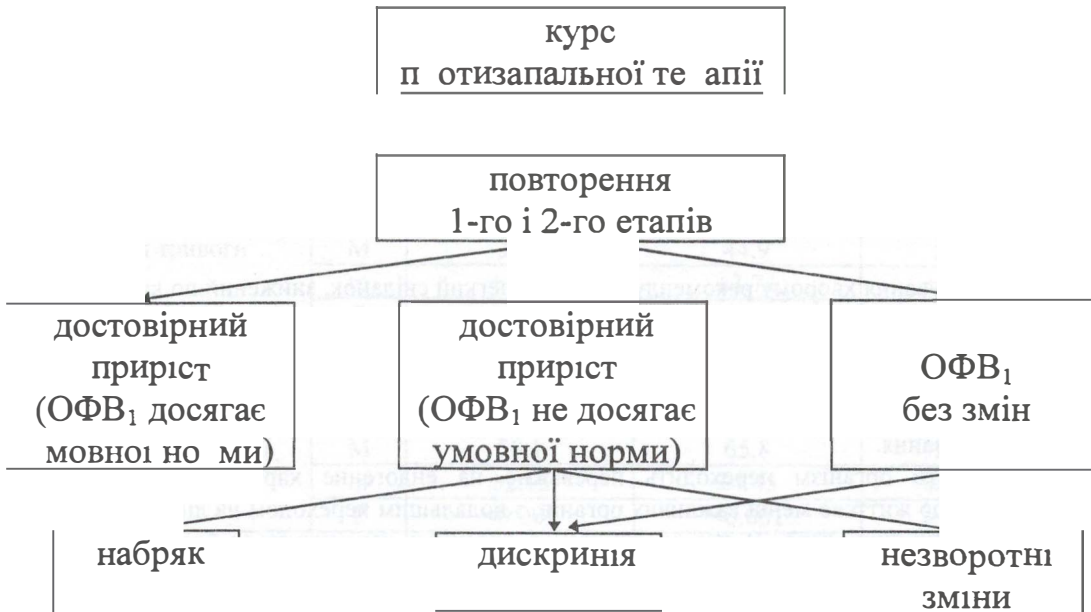 курс
п отизапальної те апії
повторення
1-го і 2-го етапів
достовірний
приріст
(ОФВ₁ досягає
мовної но ми)
достовірний
приріст
(ОФВ₁ не досягає
умовної норми)
ОФВ₁
без змін
набряк
дискринія
незворотні
зміни